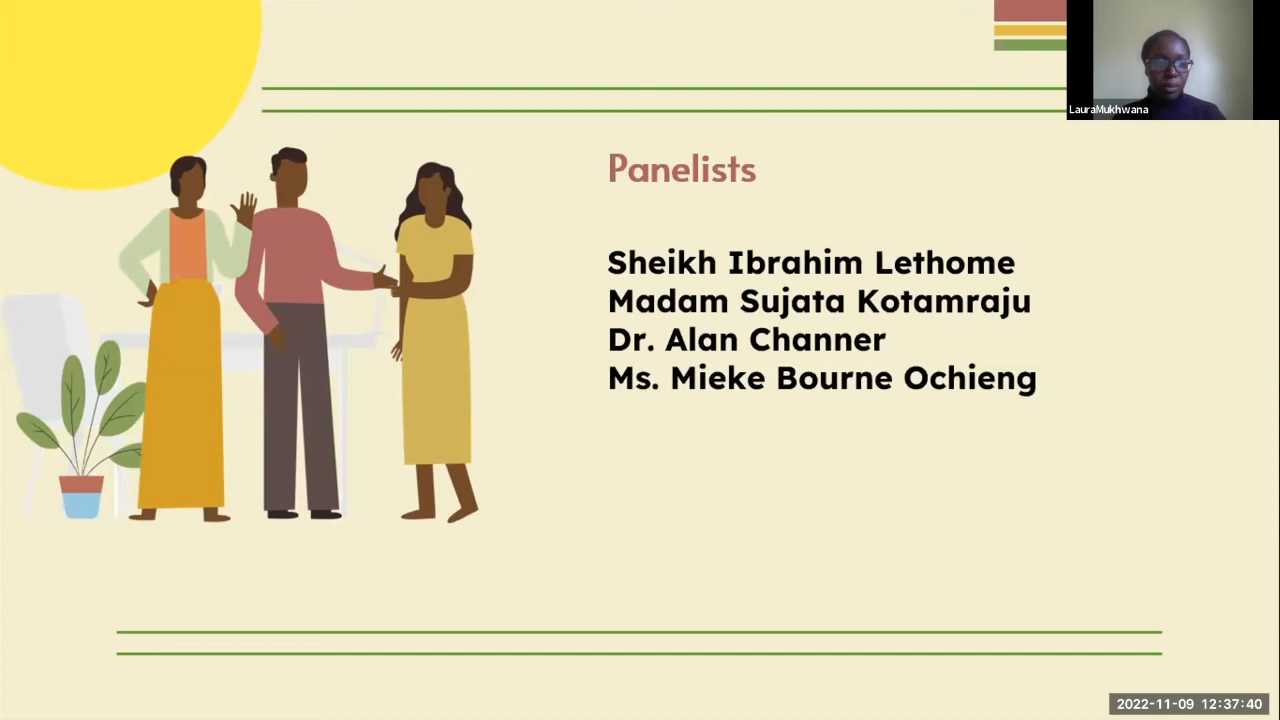 LauraMukhwana
Panelists
Sheikh Ibrahim Lethome
Madam Sujata Kotamraju
Dr. Alan Channer
Ms. Mieke Bourne Ochieng
2022-11-09 12:37:40